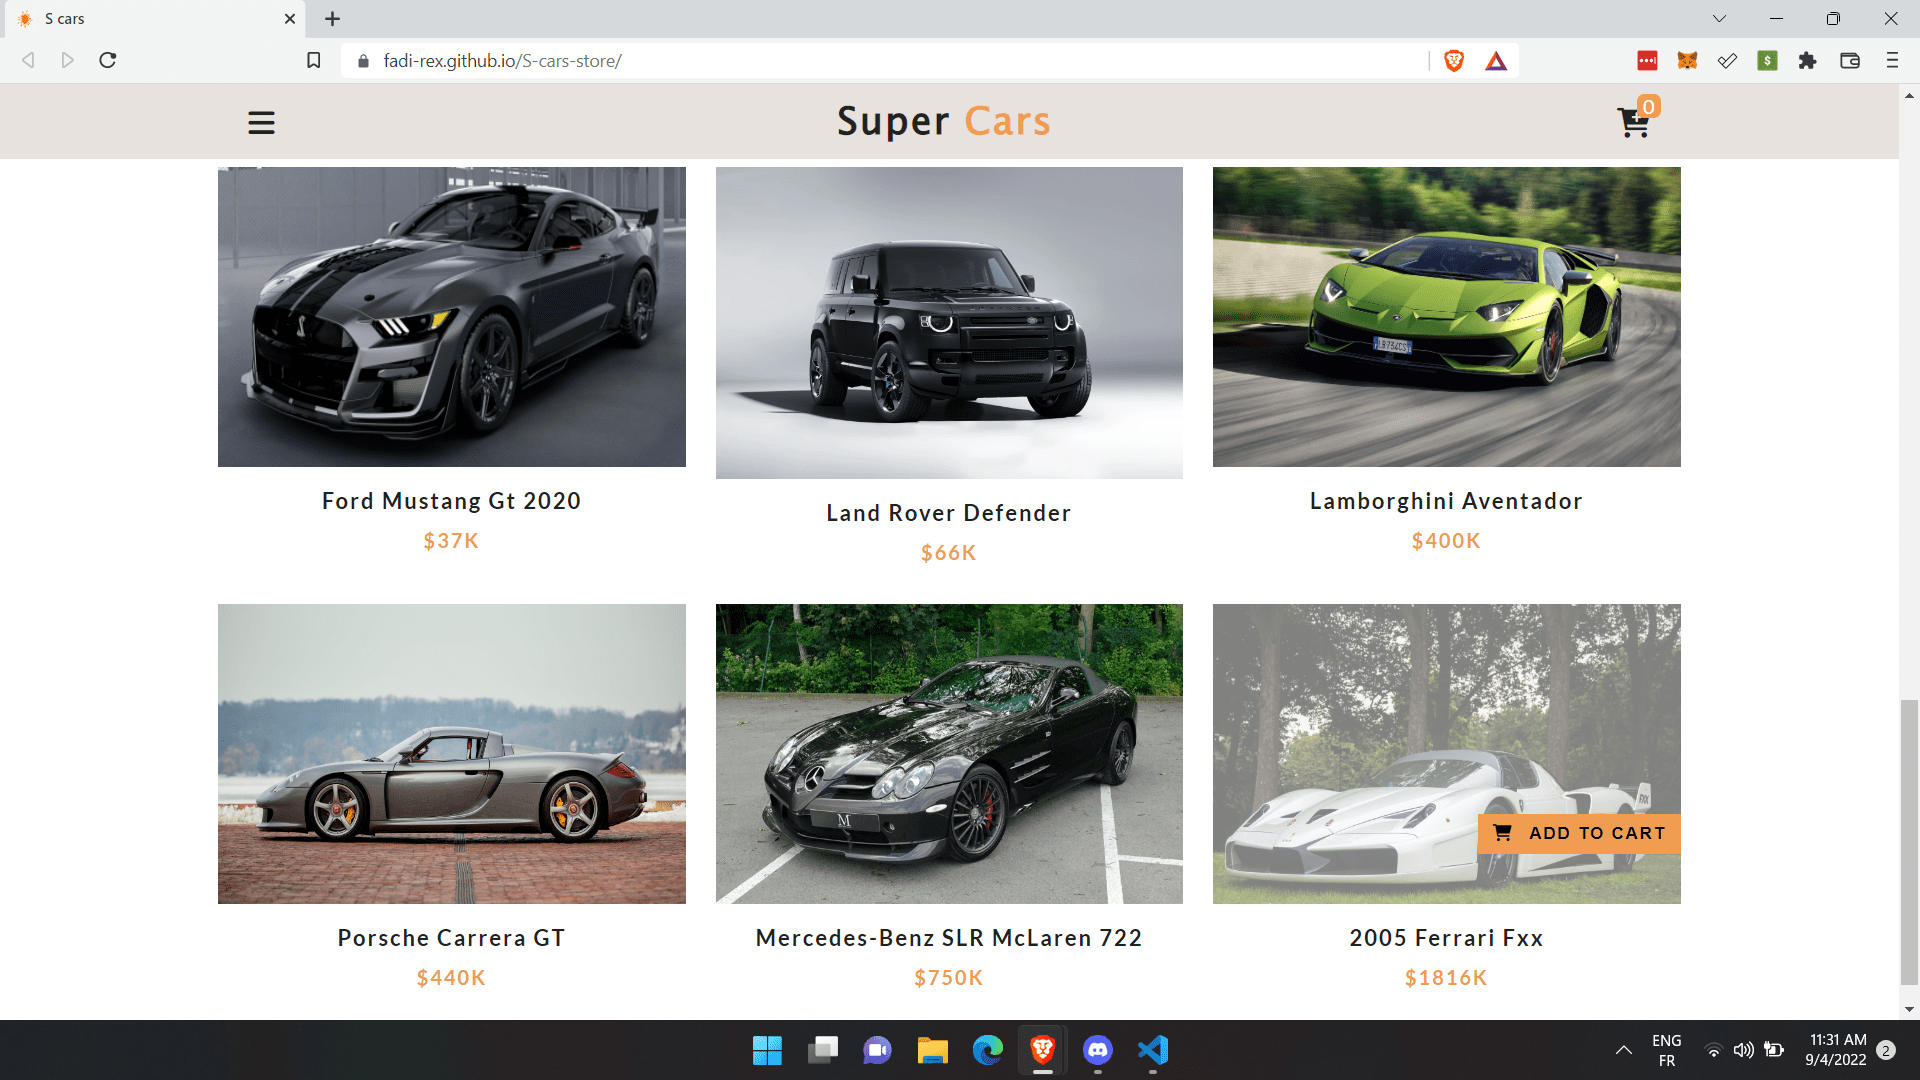 S cars
fadi-rex.github.io/S-cars-store/
Super Cars
0
LB734CS
Ford Mustang Gt 2020
Land Rover Defender
Lamborghini Aventador
$37K
$66K
$400K
M
FXX
ADD TO CART
Porsche Carrera GT
Mercedes-Benz SLR McLaren 722
2005 Ferrari Fxx
$440K
$750K
$1816K
ENG
FR
11:31 AM
9/4/2022
2